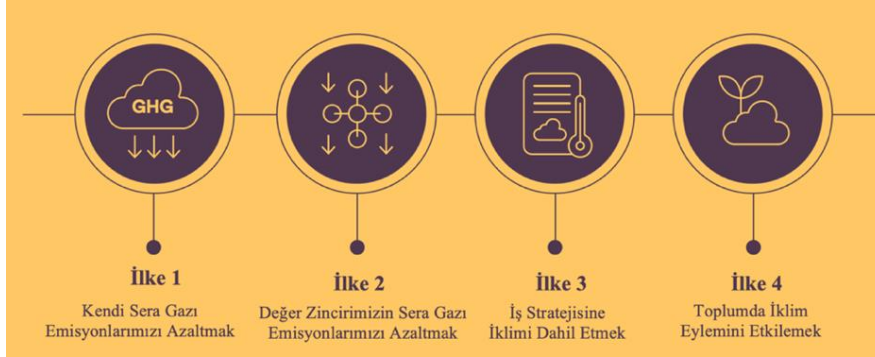 GHG
İlke 1
Kendi Sera Gazı
Emisyonlarımızı Azaltmak
İlke 2
Değer Zincirimizin Sera Gazı
Emisyonlarımızı Azaltmak
İlke 3
İş Stratejisine
İklimi Dahil Etmek
İlke 4
Toplumda İklim
Eylemini Etkilemek